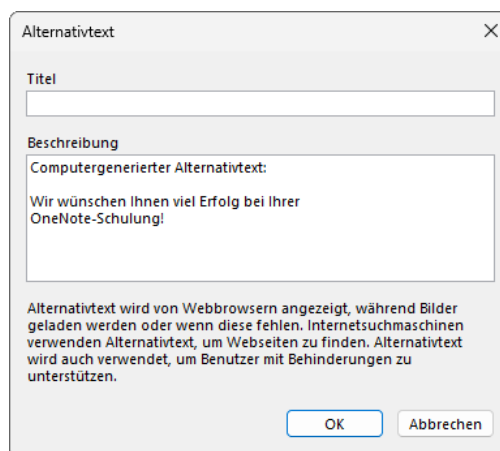 Alternativtext
Titel
Beschreibung
Computergenerierter Alternativtext:
Wir wünschen Ihnen viel Erfolg bei Ihrer
OneNote-Schulung!
Alternativtext wird von Webbrowsern angezeigt, während Bilder
geladen werden oder wenn diese fehlen. Internetsuchmaschinen
verwenden Alternativtext, um Webseiten zu finden. Alternativtext
wird auch verwendet, um Benutzer mit Behinderungen zu
unterstützen.
OK
Abbrechen